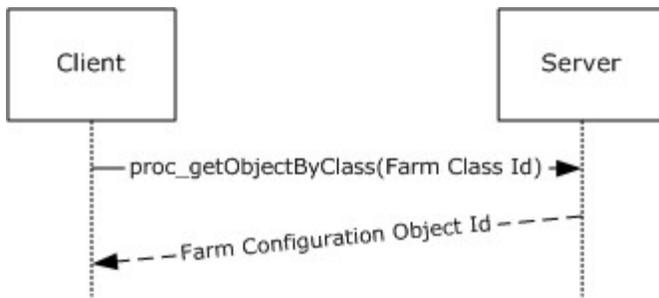 Client
Server
proc_getObjectByClass(Farm Class Id)
Farm Configuration Object Id